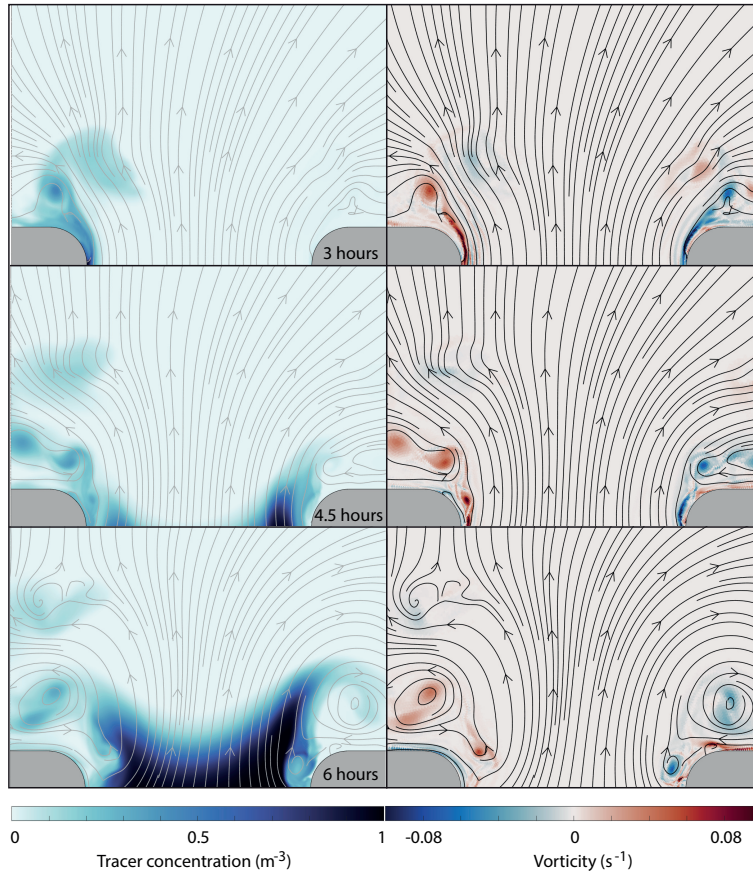 3 hours
4.5 hours
6 hours
0 0.5 1 -0.08 0 0.08
Tracer concentration (m-3) Vorticity (s-1)